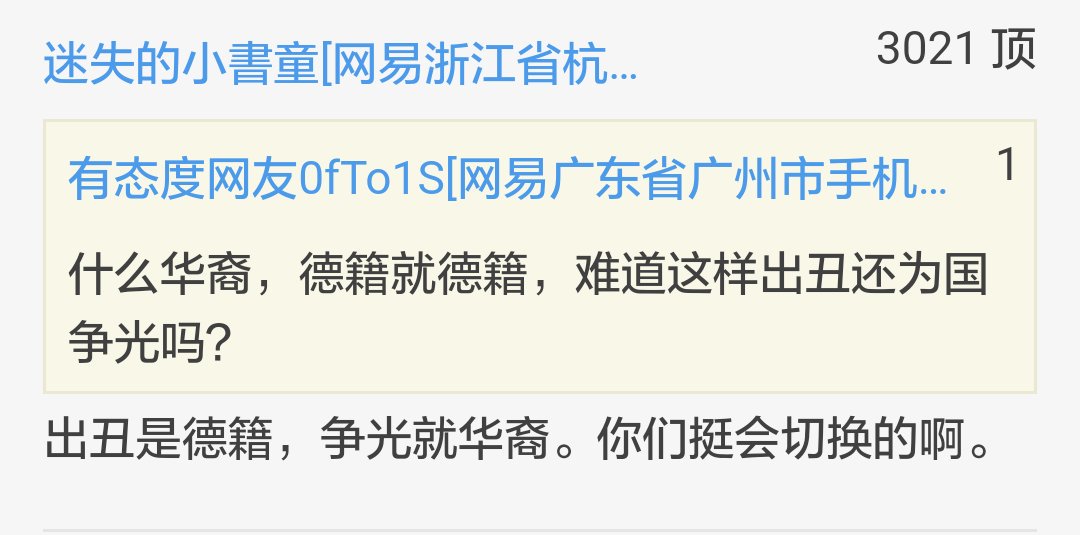 迷失的小書童[网易浙江省杭...
3021 顶
有态度网友0fTo1S[网易广东省广州市手机...
1
什么华裔，德籍就德籍，难道这样出丑还为国
争光吗？
出丑是德籍，争光就华裔。你们挺会切换的啊。